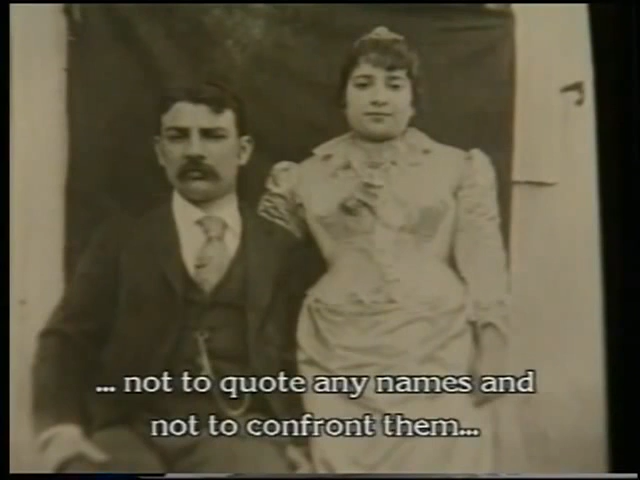 ... not to quote any names and
not to confront them...